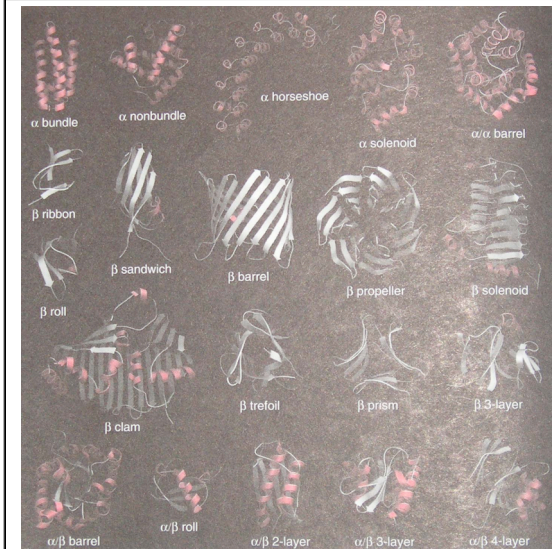 α bundle
α nonbundle
α horseshoe
α solenoid
α/α barrel
β ribbon
β sandwich
β barrel
β propeller
β solenoid
β roll
β clam
β trefoil
β prism
β 3-layer
α/β barrel
α/β roll
α/β 2-layer
α/β 3-layer
α/β 4-layer